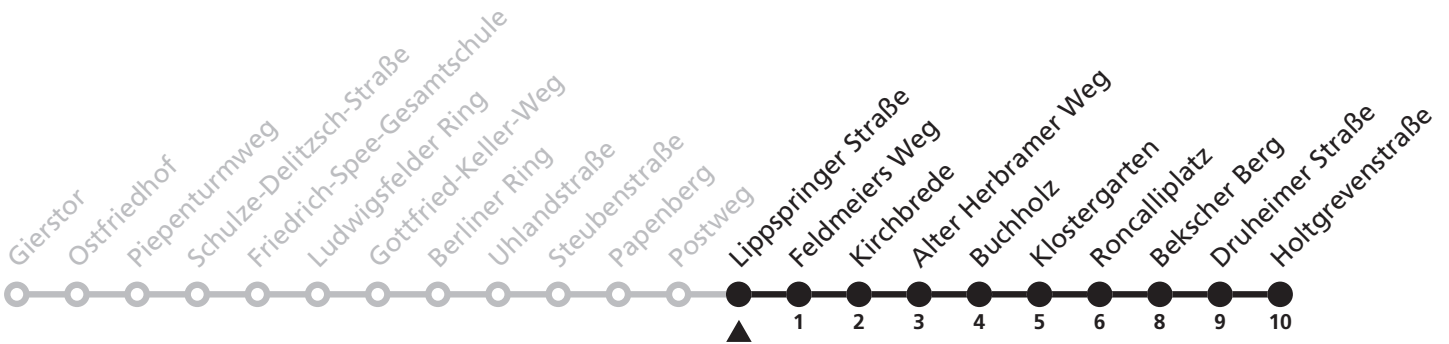 Gierstor
Ostfriedhof
Piepenturmweg
Schulze-Delitzsch-Straße
Friedrich-Spee-Gesamtschule
Ludwigsfelder Ring
Gottfried-Keller-Weg
Berliner Ring
Uhlandstraße
Steubenstraße
Papenberg
Postweg
Lippspringer Straße
Feldmeiers Weg
Kirchbrede
Alter Herbramer Weg
Buchholz
Klostergarten
Roncalliplatz
Bekscher Berg
Druheimer Straße
Holtgrevenstraße
1 2 3 4 5 6 8 9 10